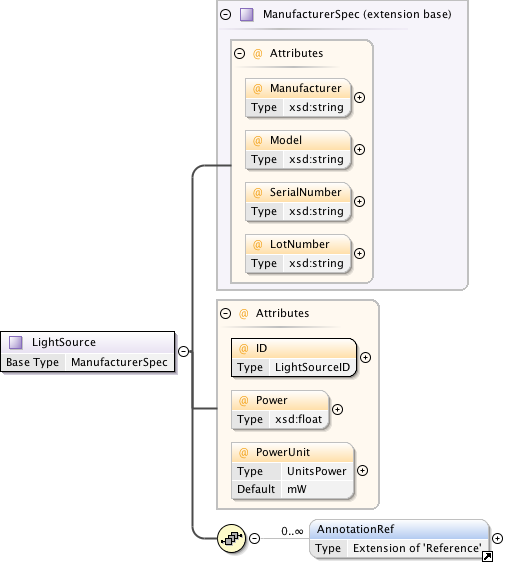 ManufacturerSpec (extension base)
@ Attributes
@ Manufacturer
Type xsd:string
@ Model
Type xsd:string
@ SerialNumber
Type xsd:string
@ LotNumber
Type xsd:string
@ Attributes
LightSource
Base Type ManufacturerSpec
@ ID
Type LightSourceID
@ Power
Type xsd:float
@ PowerUnit
Type UnitsPower
Default mW
0..∞
AnnotationRef
Type Extension of 'Reference'